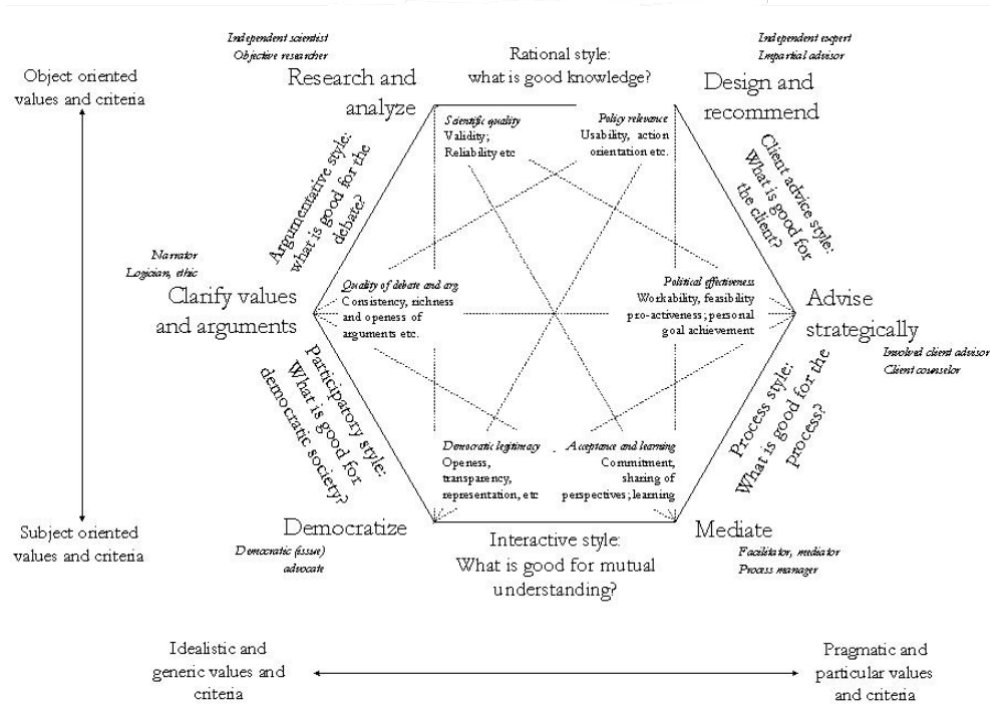 Independent scientist
Objective researcher
Research and
analyze
Rational style:
what is good knowledge?
Independent expert
Impartial advisor
Design and
recommend
Object oriented
values and criteria
Scientific quality
Validity;
Reliability etc
Policy relevance
Usability, action
orientation etc.
Argumentative style:
what is good for the
debate?
Client advice style:
What is good for
the client?
Narrator
Logician, ethic
Clarify values
and arguments
Quality of debate and arg.
Consistency, richness
and openess of
arguments etc.
Political effectiveness
Workability, feasibility
pro-activeness; personal
goal achievement
Advise
strategically
Involved client advisor
Client counselor
Participatory style:
What is good for
democratic society?
Process style:
What is good for the
process?
Democratic legitimacy
Openess,
transparency,
representation, etc
Acceptance and learning
Commitment,
sharing of
perspectives; learning
Subject oriented
values and criteria
Democratize
Democratic (issue)
advocate
Interactive style:
What is good for mutual
understanding?
Mediate
Facilitator, mediator
Process manager
Idealistic and
generic values and
criteria
Pragmatic and
particular values
and criteria